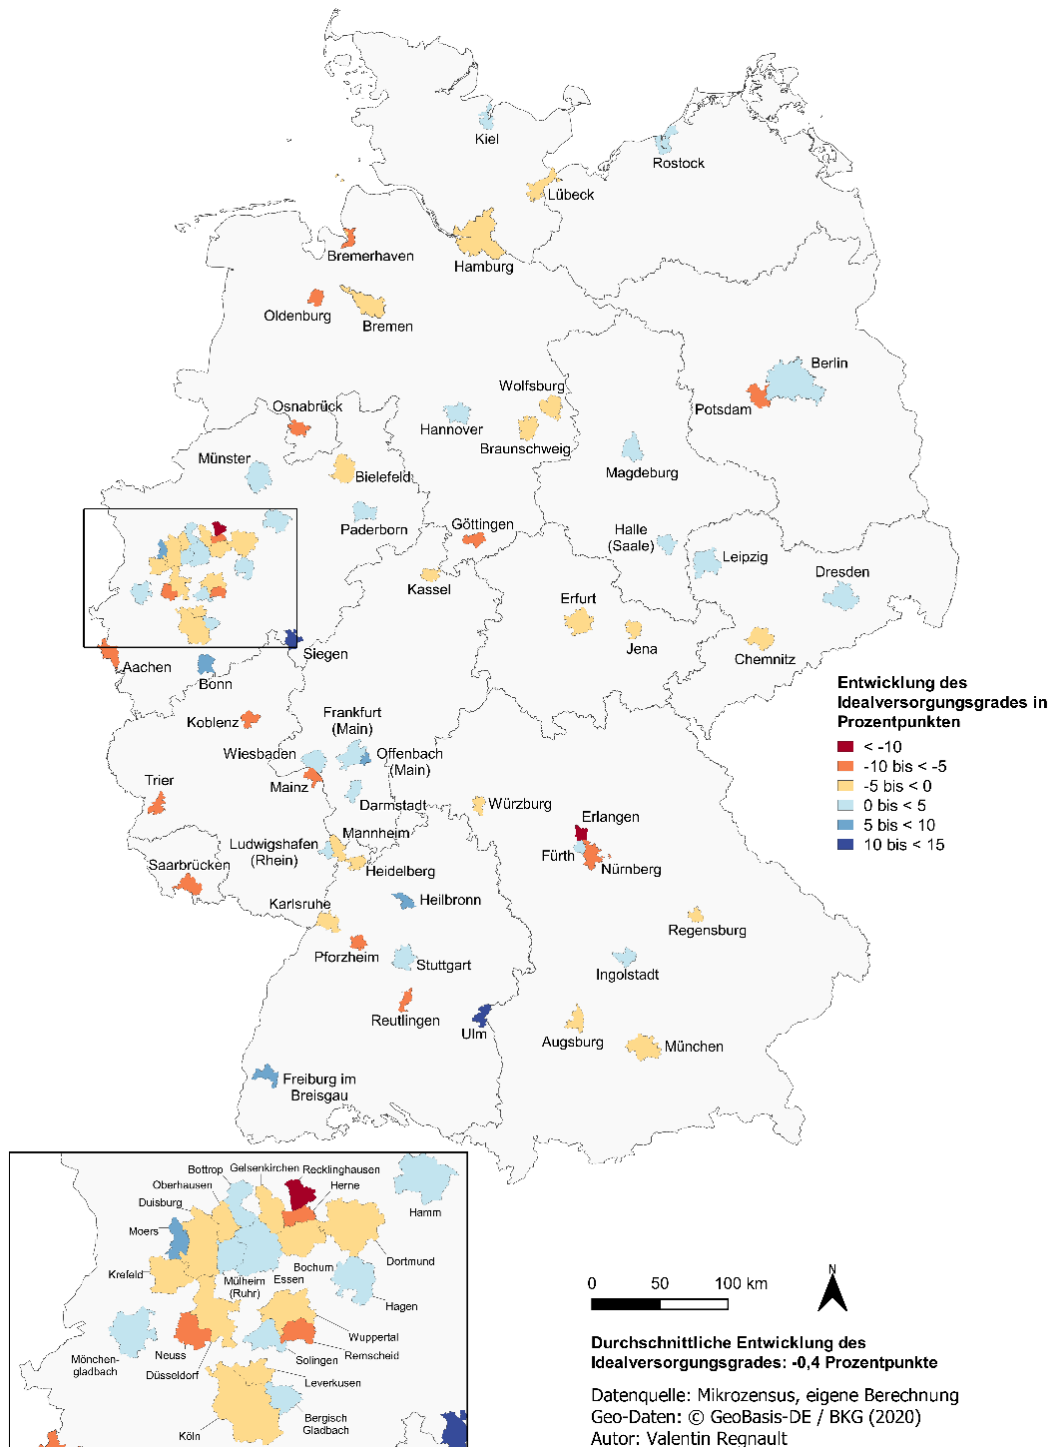 Kiel
Rostock
Lübeck
Hamburg
Bremerhaven
Oldenburg
Bremen
Berlin
Potsdam
Wolfsburg
Osnabrück
Hannover
Braunschweig
Münster
Bielefeld
Magdeburg
Paderborn
Göttingen
Halle
(Saale)
Leipzig
Kassel
Dresden
Erfurt
Jena
Chemnitz
Siegen
Aachen
Bonn
Koblenz
Frankfurt
(Main)
Wiesbaden
Offenbach
(Main)
Mainz
Trier
Darmstadt
Würzburg
Erlangen
Mannheim
Ludwigshafen
(Rhein)
Fürth
Nürnberg
Heidelberg
Saarbrücken
Heilbronn
Karlsruhe
Regensburg
Pforzheim
Stuttgart
Ingolstadt
Reutlingen
Ulm
Augsburg
München
Freiburg im
Breisgau
Entwicklung des
Idealversorgungsgrades in
Prozentpunkten
< -10
-10 bis < -5
-5 bis < 0
0 bis < 5
5 bis < 10
10 bis < 15
Bottrop
Gelsenkirchen
Recklinghausen
Oberhausen
Herne
Duisburg
Hamm
Moers
Dortmund
Krefeld
Mülheim
(Ruhr)
Essen
Bochum
Hagen
Wuppertal
Mönchen-
gladbach
Neuss
Remscheid
Düsseldorf
Solingen
Leverkusen
Bergisch
Gladbach
Köln
0 50 100 km
N
Durchschnittliche Entwicklung des
Idealversorgungsgrades: -0,4 Prozentpunkte
Datenquelle: Mikrozensus, eigene Berechnung
Geo-Daten: © GeoBasis-DE / BKG (2020)
Autor: Valentin Regnault